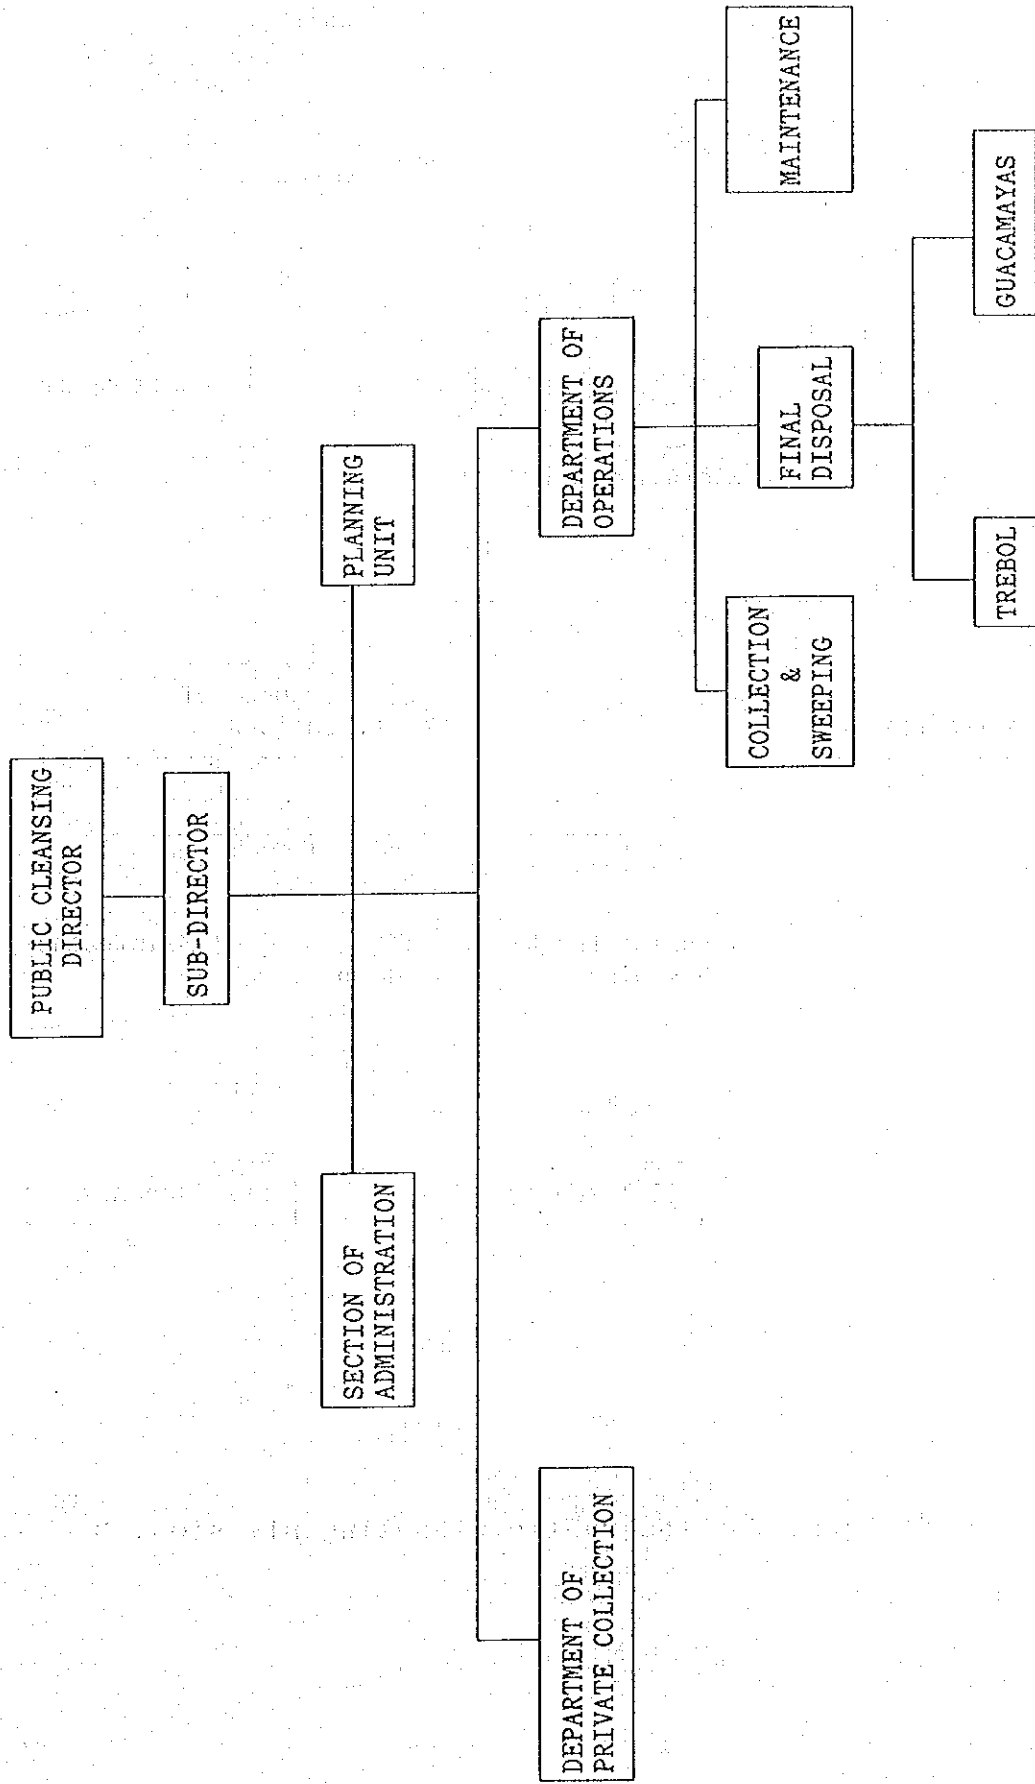 PUBLIC CLEANSING
DIRECTOR
SUB-DIRECTOR
SECTION OF
ADMINISTRATION
PLANNING
UNIT
DEPARTMENT OF
PRIVATE COLLECTION
DEPARTMENT OF
OPERATIONS
COLLECTION
&
SWEEPING
FINAL
DISPOSAL
MAINTENANCE
TREBOL
GUACAMAYAS